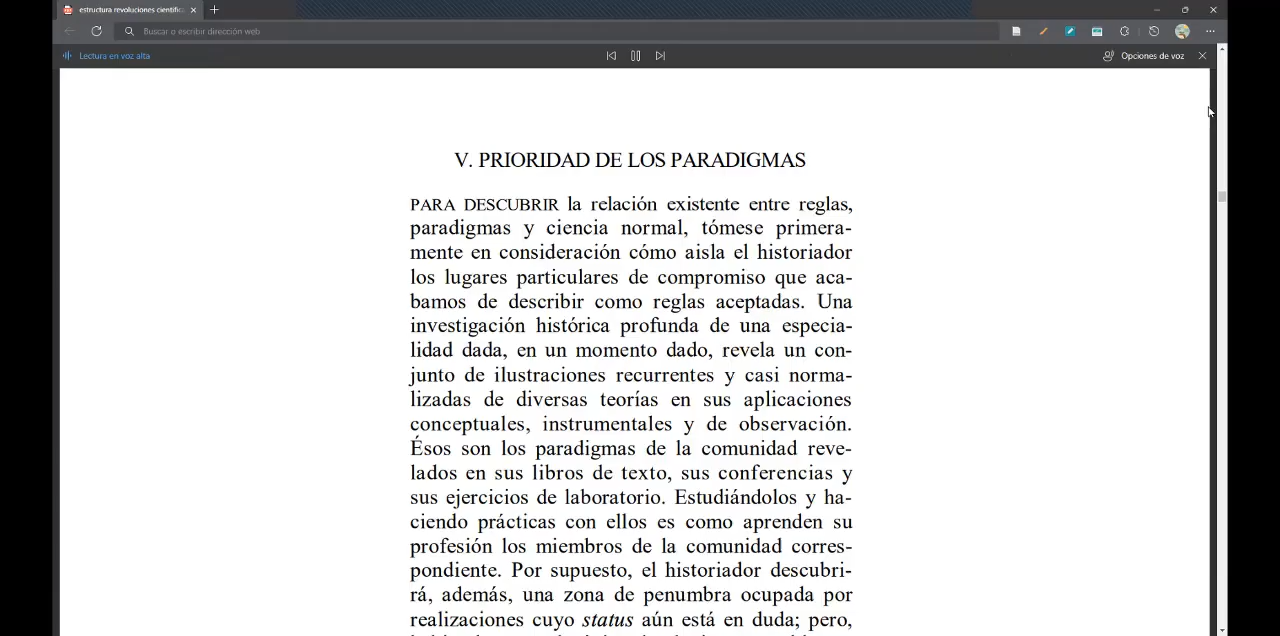 estructura revoluciones científic
Buscar o escribir dirección web
Lectura en voz alta
Opciones de voz
V. PRIORIDAD DE LOS PARADIGMAS
PARA DESCUBRIR la relación existente entre reglas,
paradigmas y ciencia normal, tómese primera-
mente en consideración cómo aisla el historiador
los lugares particulares de compromiso que aca-
bamos de describir como reglas aceptadas. Una
investigación histórica profunda de una especia-
lidad dada, en un momento dado, revela un con-
junto de ilustraciones recurrentes y casi norma-
lizadas de diversas teorías en sus aplicaciones
conceptuales, instrumentales y de observación.
Ésos son los paradigmas de la comunidad reve-
lados en sus libros de texto, sus conferencias y
sus ejercicios de laboratorio. Estudiándolos y ha-
ciendo prácticas con ellos es como aprenden su
profesión los miembros de la comunidad corres-
pondiente. Por supuesto, el historiador descubri-
rá, además, una zona de penumbra ocupada por
realizaciones cuyo status aún está en duda; pero,